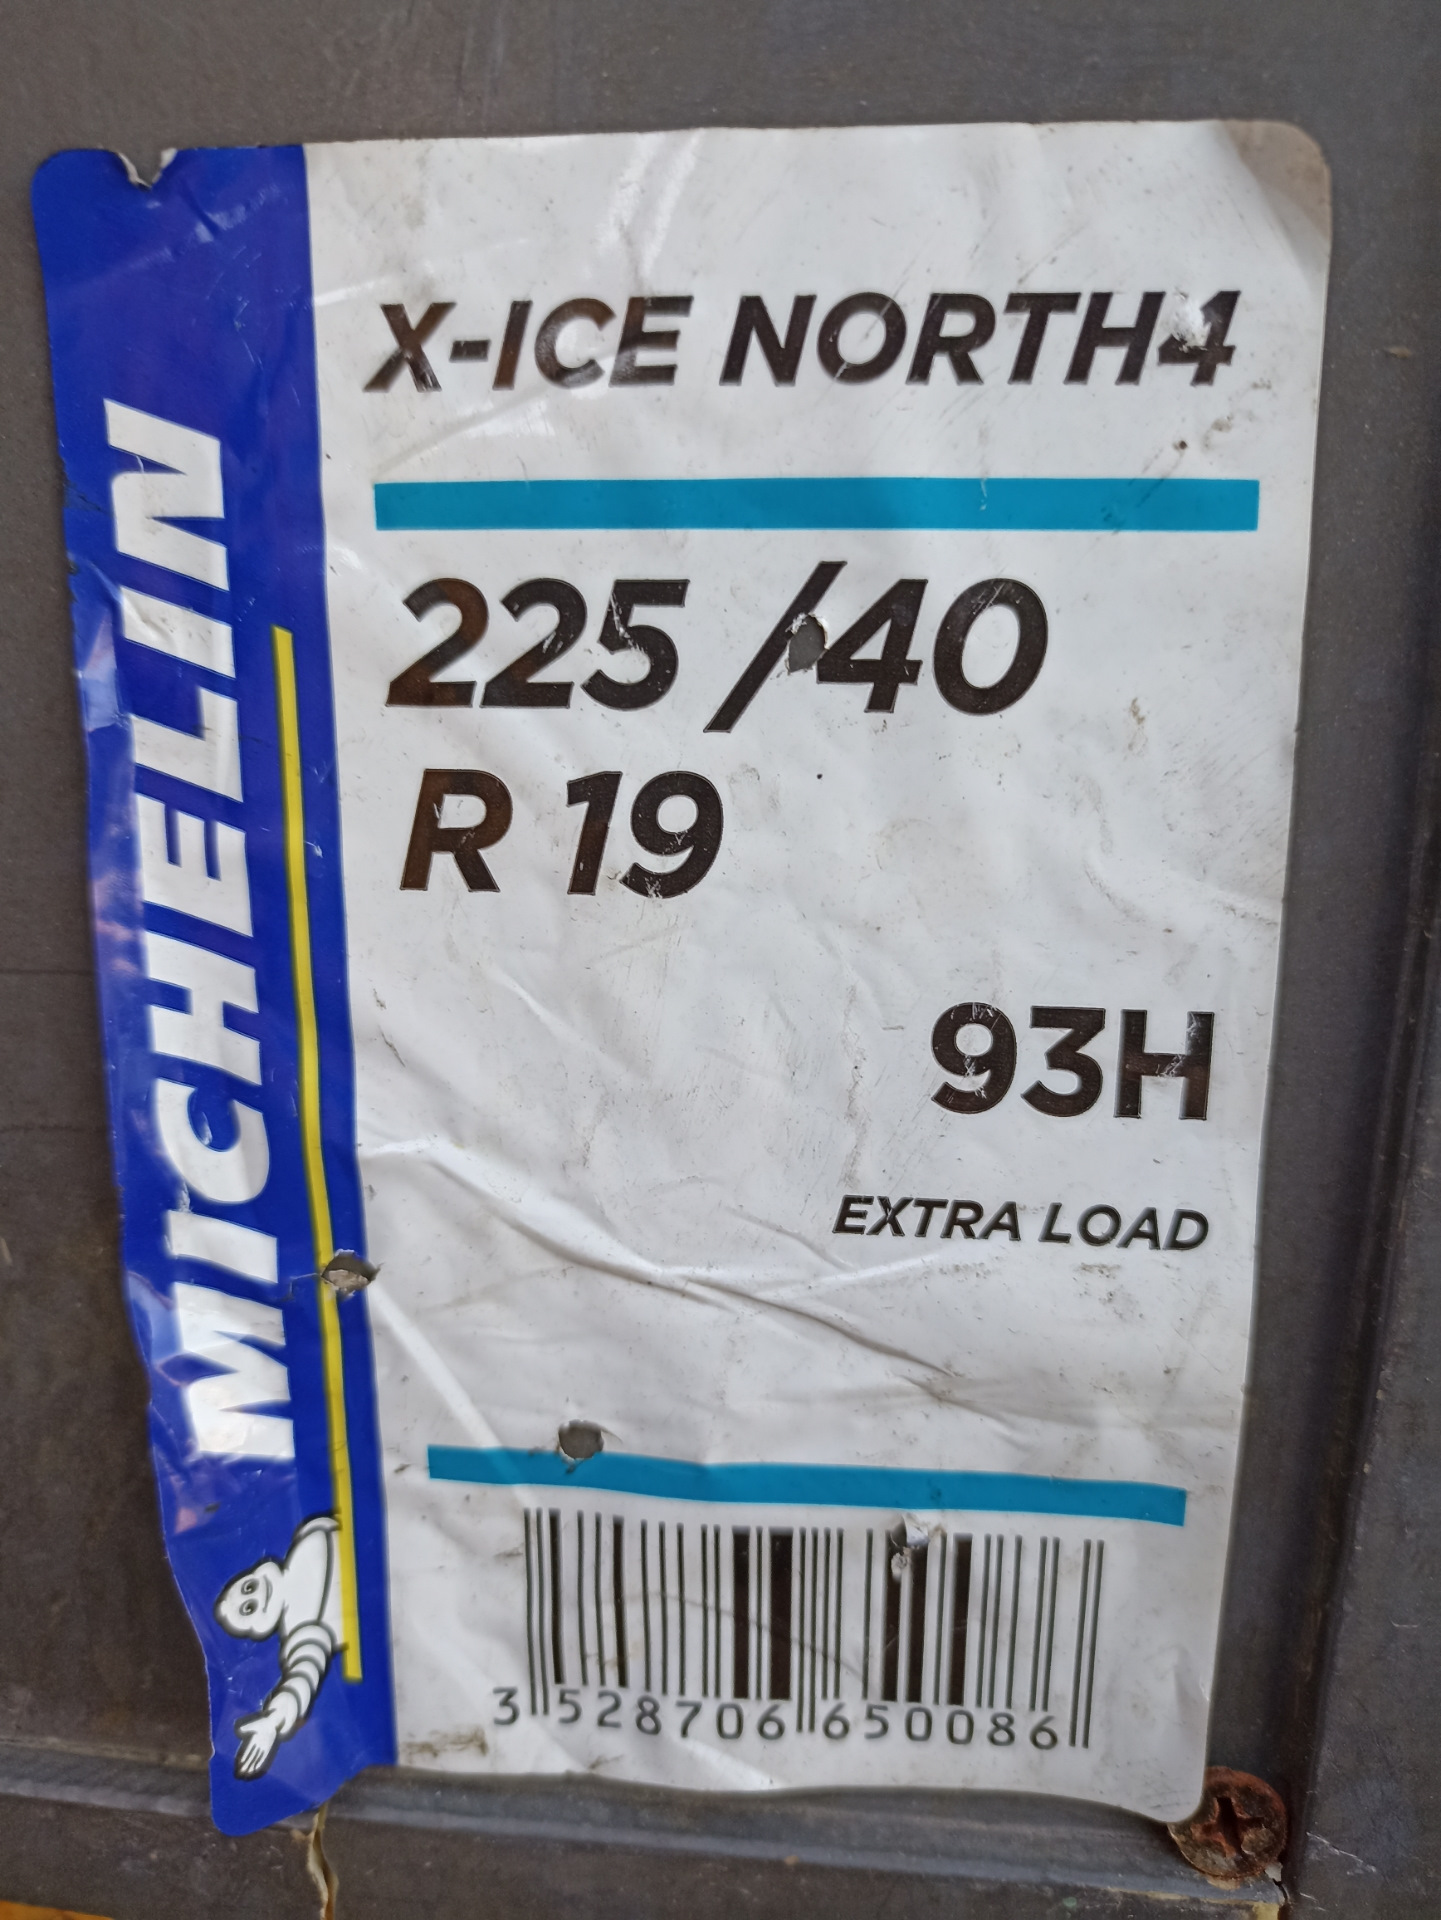 MICHELIN
X-ICE NORTH4
225 /40
R 19
93H
EXTRA LOAD
3 528706 650086